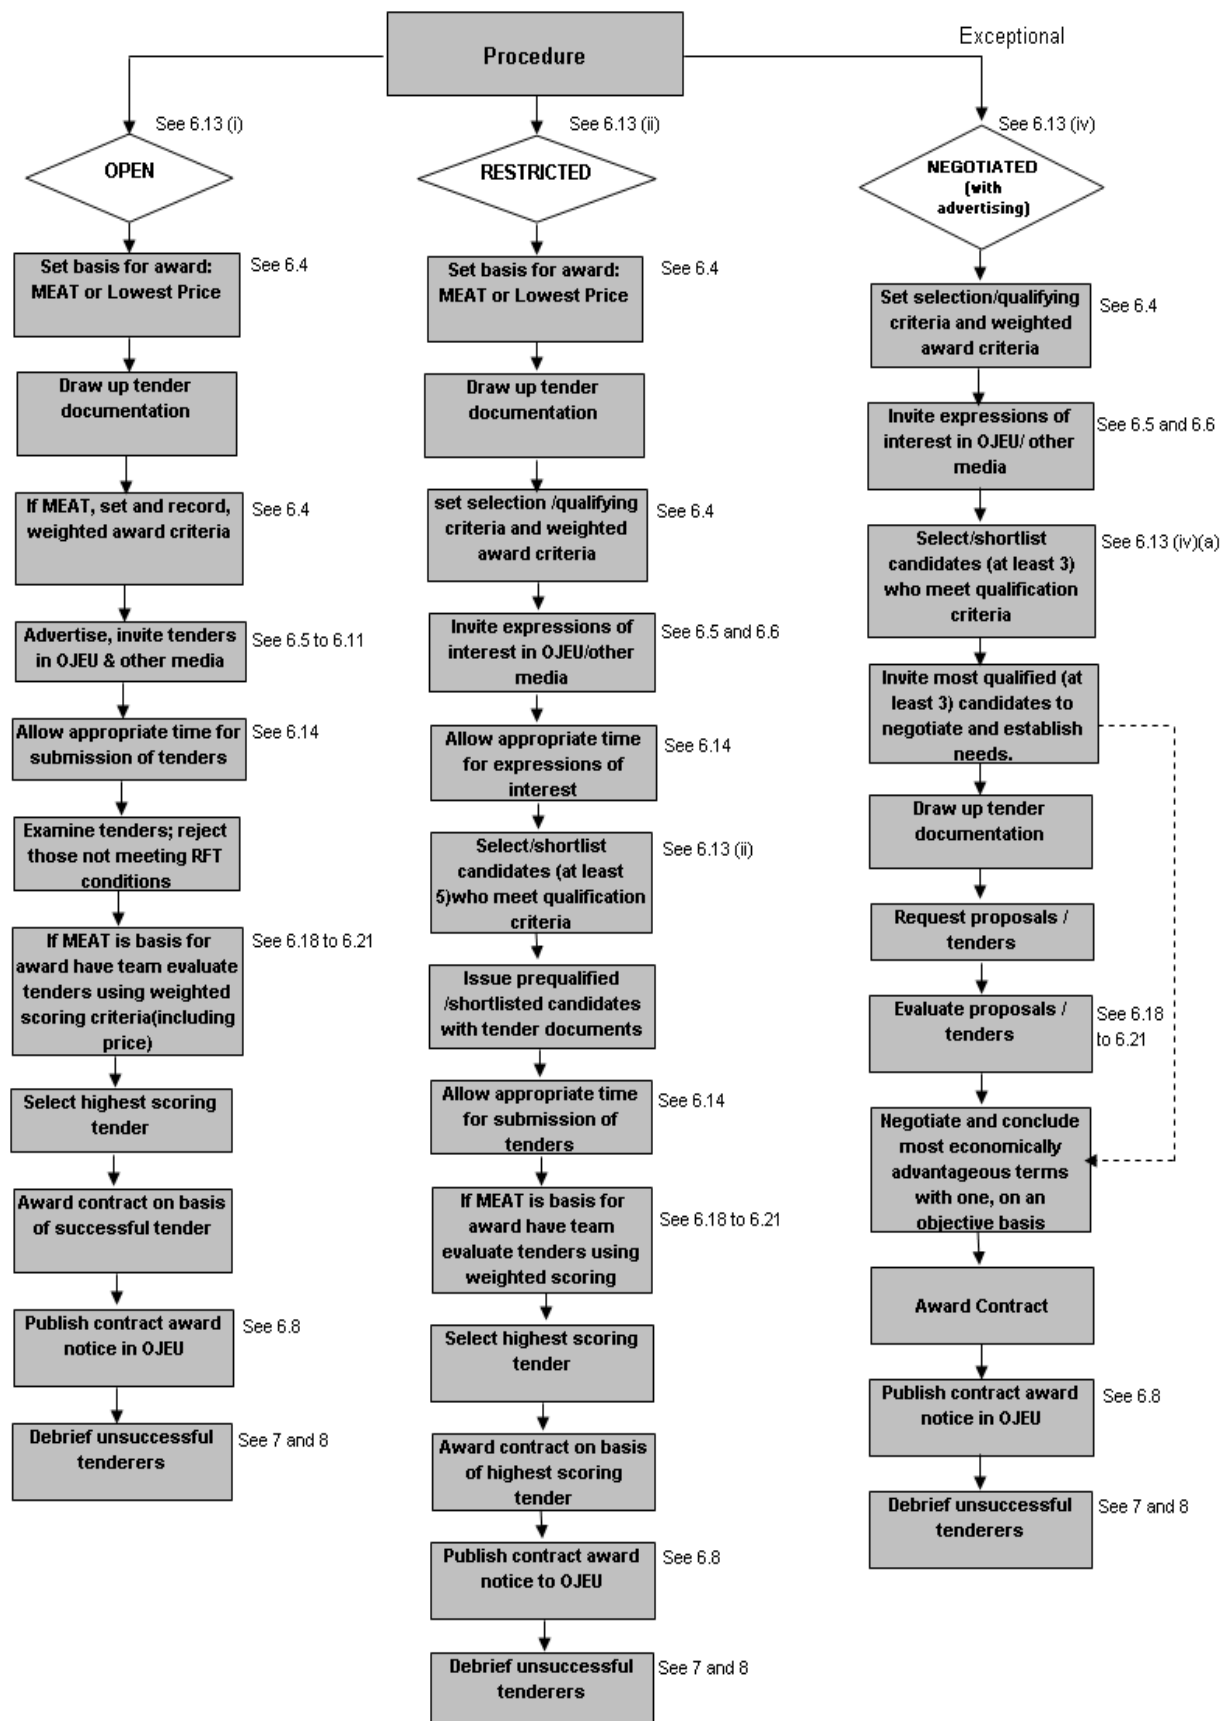 Procedure
Exceptional
See 6.13 (i)
OPEN
Set basis for award:
MEAT or Lowest Price
See 6.4
Draw up tender
documentation
If MEAT, set and record,
weighted award criteria
See 6.4
Advertise, invite tenders
in OJEU & other media
See 6.5 to 6.11
Allow appropriate time for
submission of tenders
See 6.14
Examine tenders; reject
those not meeting RFT
conditions
If MEAT is basis for
award have team evaluate
tenders using weighted
scoring criteria(including
price)
See 6.18 to 6.21
Select highest scoring
tender
Award contract on basis
of successful tender
Publish contract award
notice in OJEU
See 6.8
Debrief unsuccessful
tenderers
See 7 and 8
See 6.13 (ii)
RESTRICTED
Set basis for award:
MEAT or Lowest Price
See 6.4
Draw up tender
documentation
set selection /qualifying
criteria and weighted
award criteria
See 6.4
Invite expressions of
interest in OJEU/other
media
See 6.5 and 6.6
Allow appropriate time
for expressions of
interest
See 6.14
Select/shortlist
candidates (at least
5)who meet qualification
criteria
See 6.13 (ii)
Issue prequalified
/shortlisted candidates
with tender documents
Allow appropriate time
for submission of
tenders
See 6.14
If MEAT is basis for
award have team
evaluate tenders using
weighted scoring
See 6.18 to 6.21
Select highest scoring
tender
Award contract on basis
of highest scoring
tender
Publish contract award
notice to OJEU
See 6.8
Debrief unsuccessful
tenderers
See 7 and 8
See 6.13 (iv)
NEGOTIATED
(with
advertising)
Set selection/qualifying
criteria and weighted
award criteria
See 6.4
Invite expressions of
interest in OJEU/ other
media
See 6.5 and 6.6
Select/shortlist
candidates (at least 3)
who meet qualification
criteria
See 6.13 (iv)(a)
Invite most qualified (at
least 3) candidates to
negotiate and establish
needs.
Draw up tender
documentation
Request proposals /
tenders
Evaluate proposals /
tenders
See 6.18
to 6.21
Negotiate and conclude
most economically
advantageous terms
with one, on an
objective basis
Award Contract
Publish contract award
notice in OJEU
See 6.8
Debrief unsuccessful
tenderers
See 7 and 8